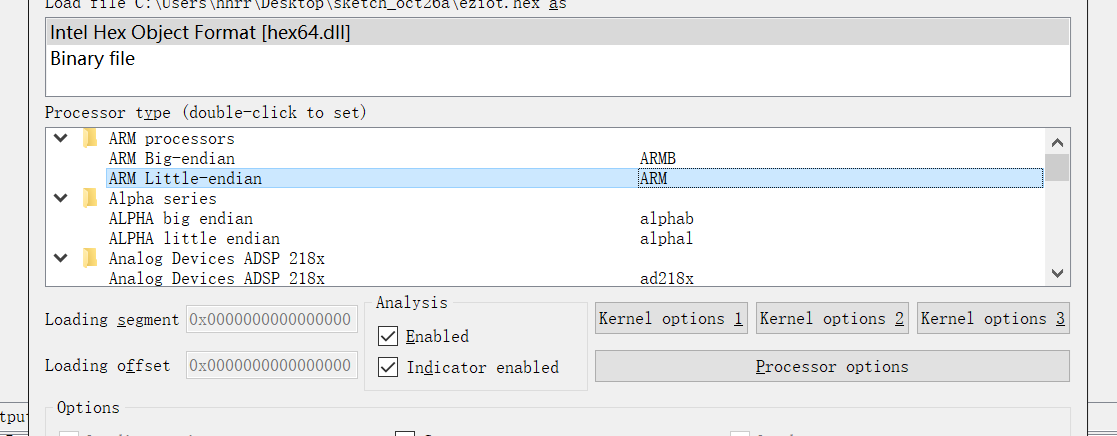 Load file C:\Users\hhrr\Desktop\sketch_oct26a\eziot.hex as
Intel Hex Object Format [hex64.dll]
Binary file
Processor type (double-click to set)
ARM processors
ARM Big-endian ARMB
ARM Little-endian ARM
Alpha series
ALPHA big endian alphab
ALPHA little endian alphal
Analog Devices ADSP 218x
Analog Devices ADSP 218x ad218x
Loading segment 0x0000000000000000
Loading offset 0x0000000000000000
Analysis
Enabled
Indicator enabled
Kernel options 1 Kernel options 2 Kernel options 3
Processor options
Options